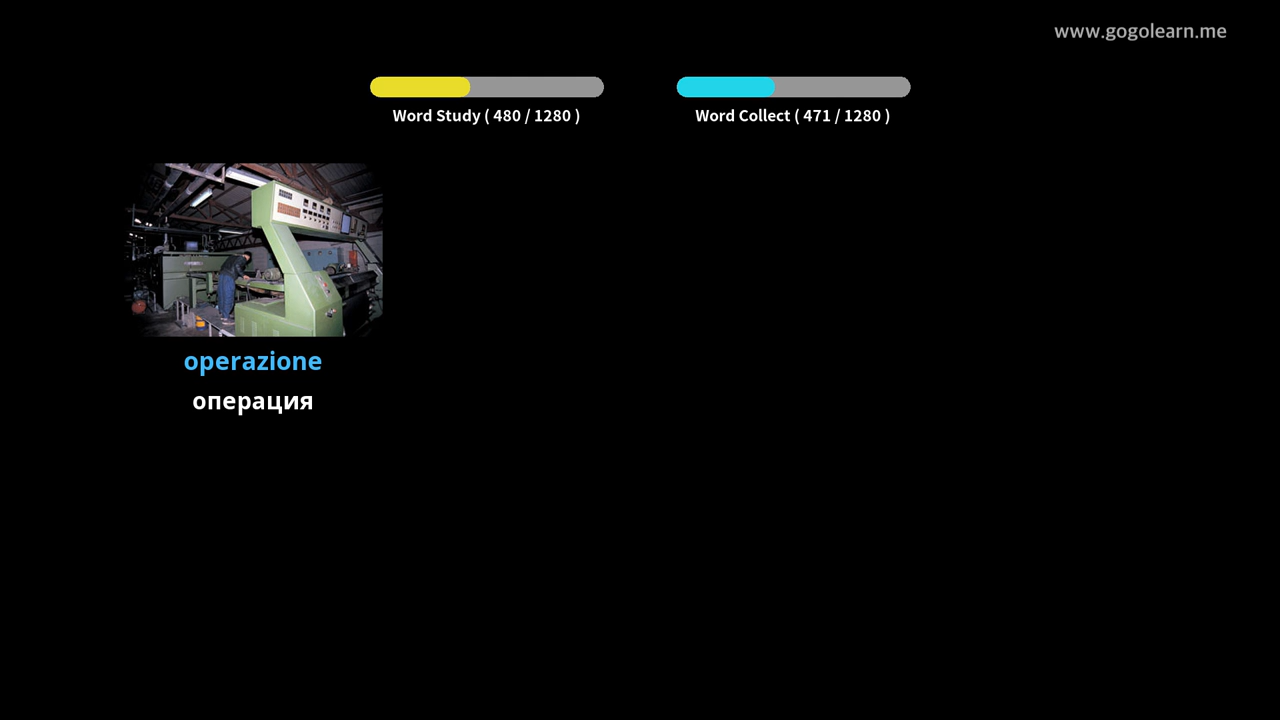 www.gogolearn.me
Word Study ( 480 / 1280 )
Word Collect ( 471 / 1280 )
operazione
операция